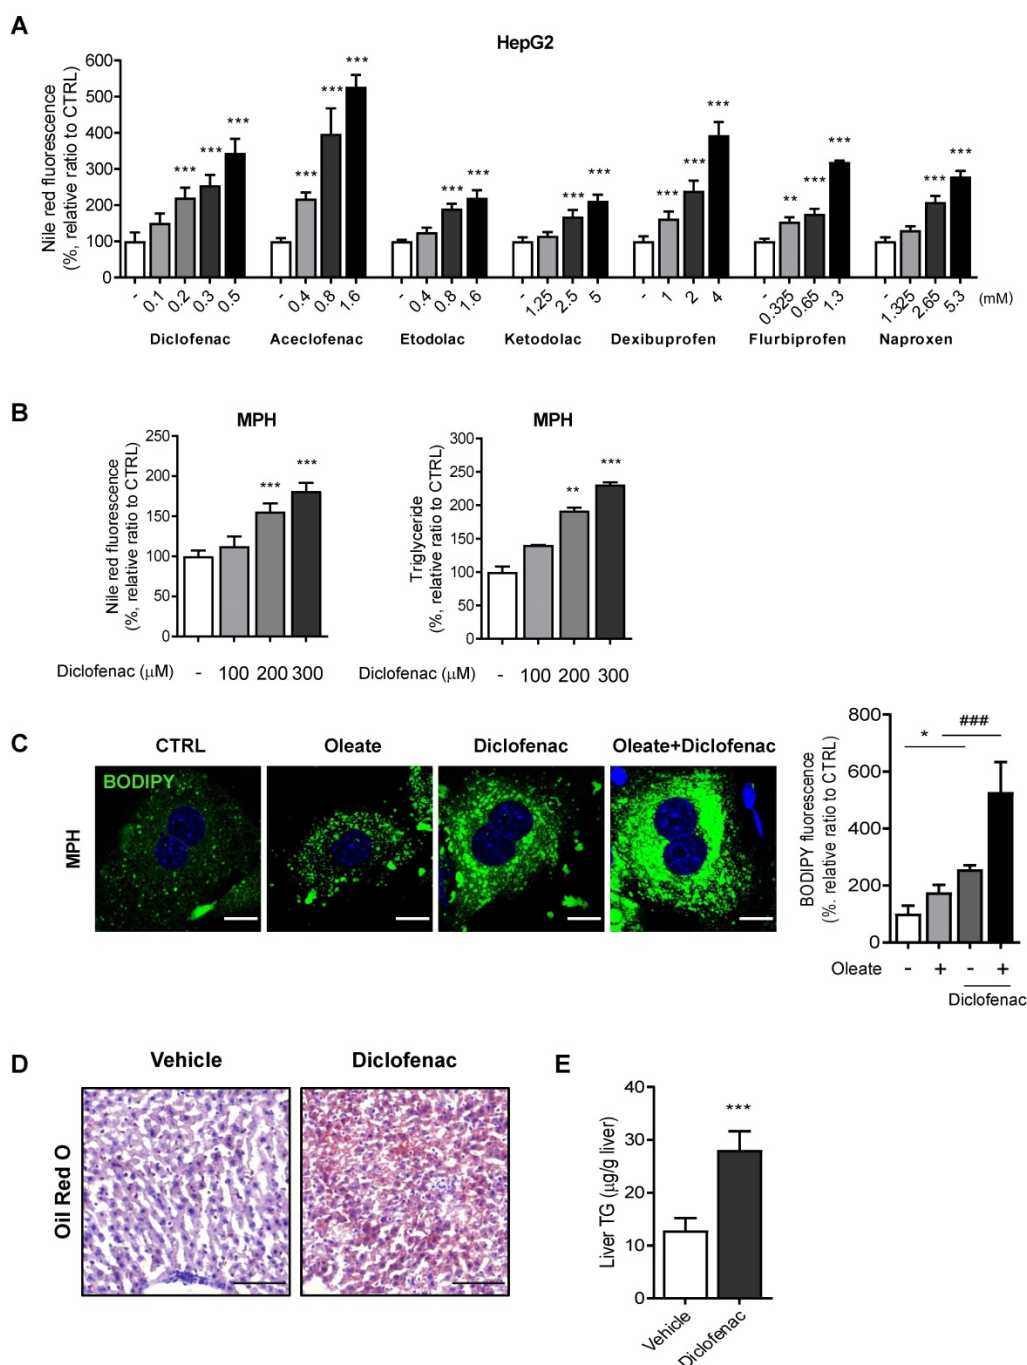 A
HepG2
Nile red fluorescence
(%, relative ratio to CTRL)
600
500
400
300
200
100
0
*** *** ***
*** *** ***
*** ***
*** ***
*** *** ***
** *** ***
*** ***
- 0.1 0.2 0.3 0.5 - 0.4 0.8 1.6 - 0.4 0.8 1.6 - 1.25 2.5 5 - 1 2 4 - 0.325 0.65 1.3 - 1.325 2.65 5.3 (mM)
Diclofenac Aceclofenac Etodolac Ketodolac Dexibuprofen Flurbiprofen Naproxen
B
MPH
Nile red fluorescence
(%, relative ratio to CTRL)
250
200
150
100
50
0
*** ***
Diclofenac (μM) - 100 200 300
MPH
Triglyceride
(%, relative ratio to CTRL)
300
250
200
150
100
50
0
** ***
Diclofenac (μM) - 100 200 300
C
CTRL Oleate Diclofenac Oleate+Diclofenac
MPH
BODIPY
BODIPY fluorescence
(%. relative ratio to CTRL)
800
600
400
200
0
* ###
Oleate - + - +
Diclofenac
D
Vehicle Diclofenac
Oil Red O
E
Liver TG (μg/g liver)
40
30
20
10
0
***
Vehicle
Diclofenac